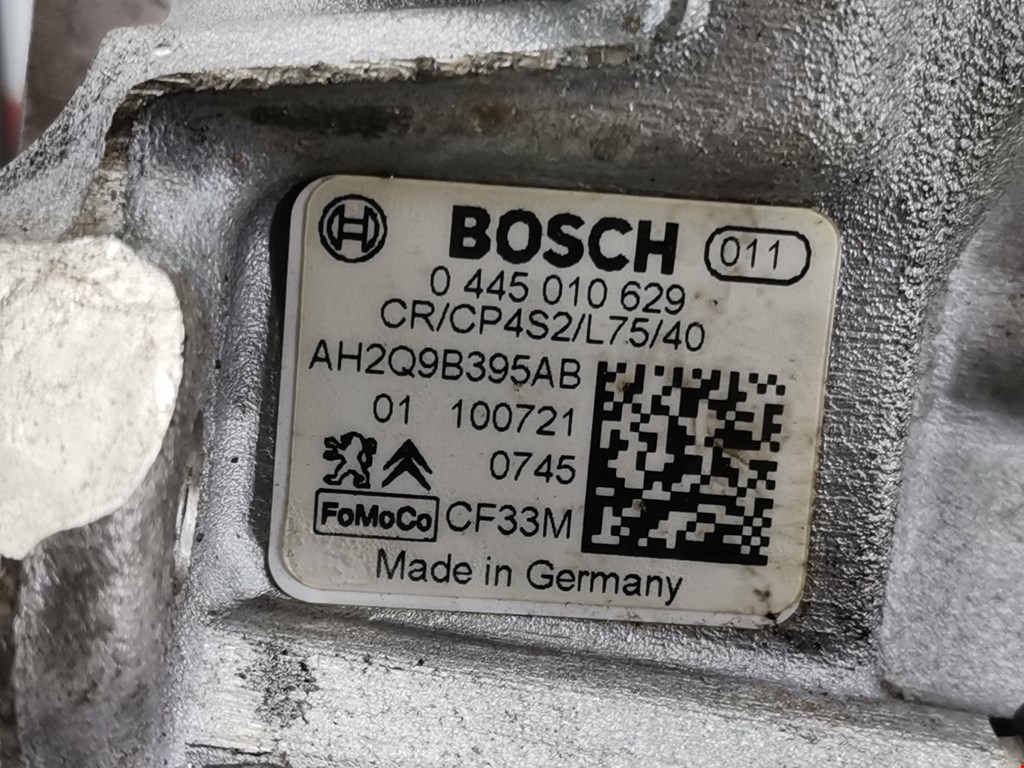 BOSCH 011
0 445 010 629
CR/CP4S2/L75/40
AH2Q9B395AB
01 100721
0745
FoMoCo CF33M
Made in Germany